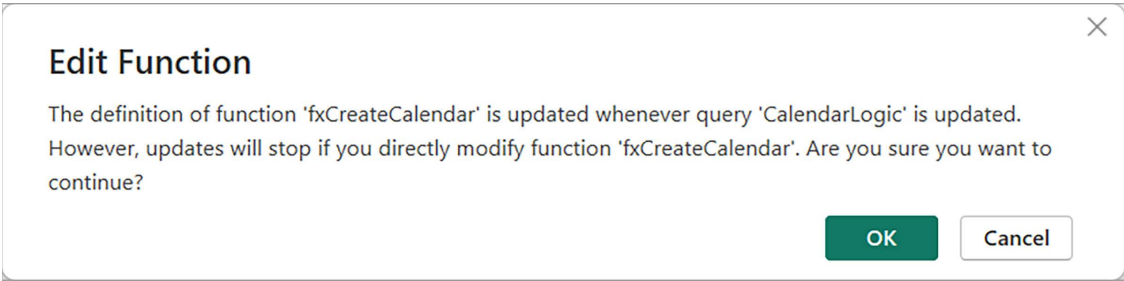 Edit Function
The definition of function 'fxCreateCalendar' is updated whenever query 'CalendarLogic' is updated.
However, updates will stop if you directly modify function 'fxCreateCalendar'. Are you sure you want to
continue?
OK Cancel